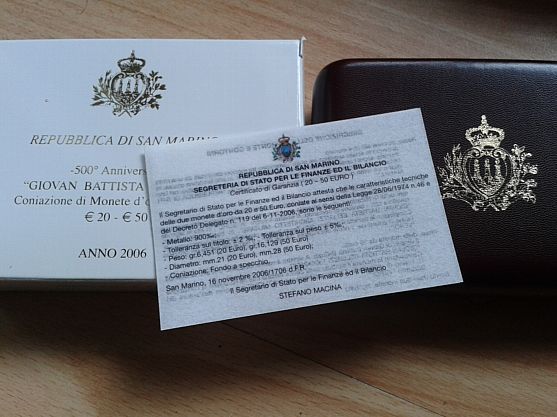 REPUBBLICA DI SAN MARINO
-500° Anniversa
"GIOVAN BATTISTA
Coniazione di Monete d'o
€ 20 - € 50
ANNO 2006
REPUBBLICA DI SAN MARINO
SEGRETERIA DI STATO PER LE FINANZE ED IL BILANCIO
Certificato di Garanzia ( 20 – 50 EURO )
Il Segretario di Stato per le Finanze ed il Bilancio attesta che le caratteristiche tecniche
delle due monete d'oro da 20 e 50 Euro, coniate ai sensi della Legge 28/06/1974 n.46 e
del Decreto Delegato n. 119 del 6-11-2006, sono le seguenti:
- Metallo: 900‰;
- Tolleranza sul titolo: ± 2 ‰; - Tolleranza sul peso ± 5‰;
- Peso: gr.6,451 (20 Euro); gr.16,129 (50 Euro);
- Diametro: mm.21 (20 Euro), mm.28 (50 Euro);
- Coniazione: Fondo a specchio.
San Marino, 16 novembre 2006/1706 d.F.R.
Il Segretario di Stato per le Finanze ed il Bilancio
STEFANO MACINA